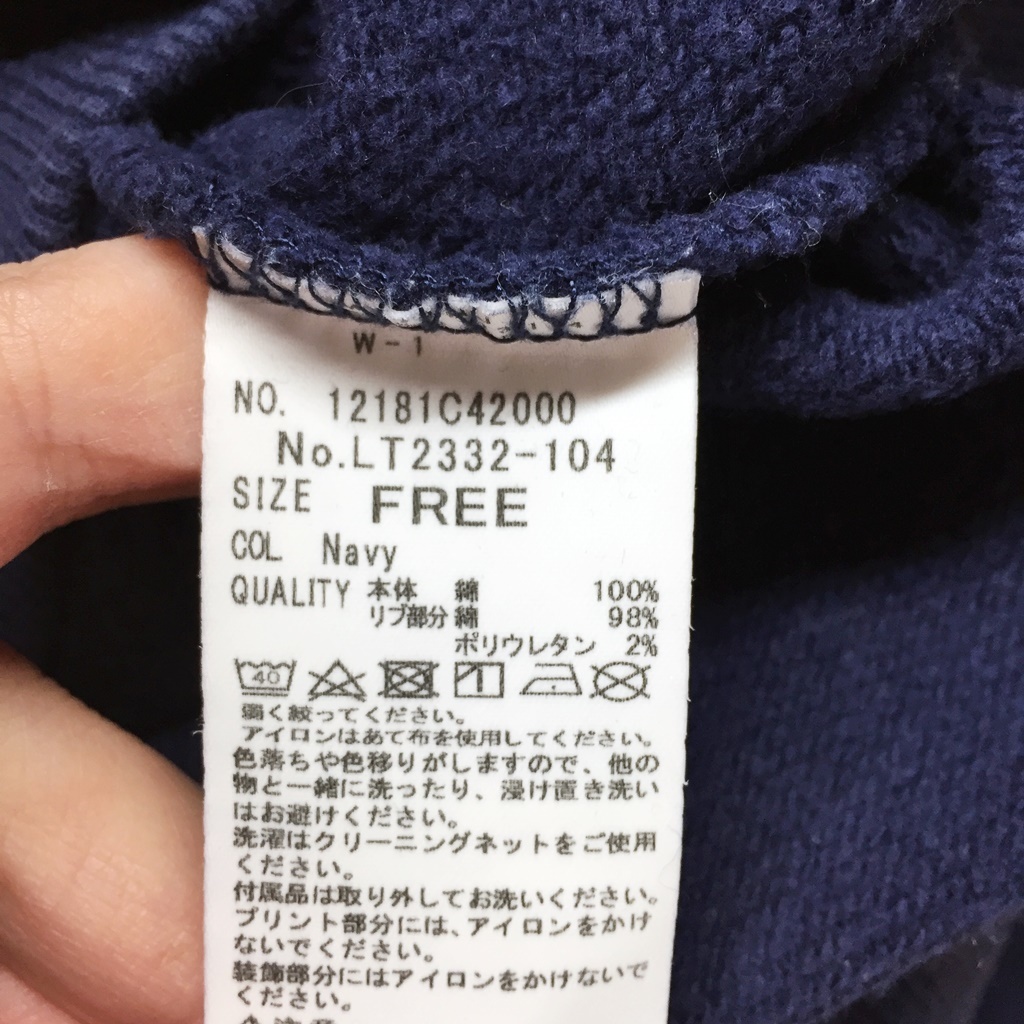 W-1
NO. 12181C42000
No.LT2332-104
SIZE FREE
COL Navy
QUALITY 本体 綿 100%
リブ部分 綿 98%
ポリウレタン 2%
40
弱く絞ってください。
アイロンはあて布を使用してください。
色落ちや色移りがしますので、他の
物と一緒に洗ったり、浸け置き洗い
はお避けください。
洗濯はクリーニングネットをご使用
ください。
付属品は取り外してお洗いください。
プリント部分には、アイロンをかけ
ないでください。
装飾部分にはアイロンをかけないで
ください。